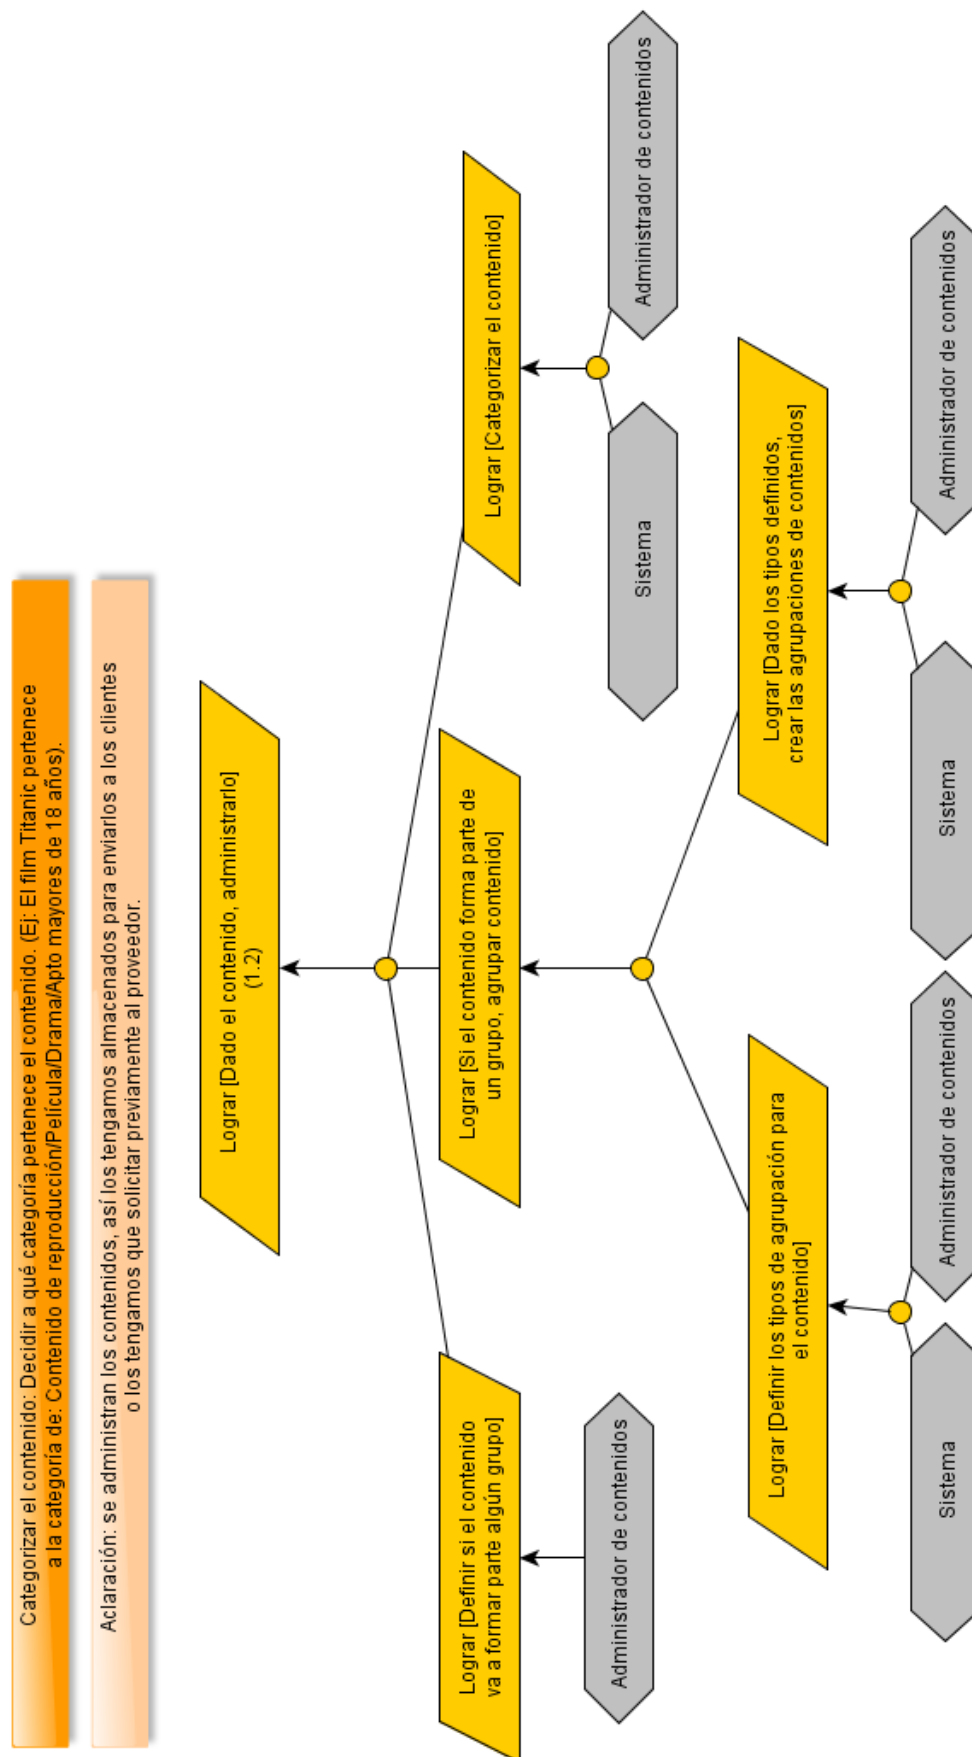 Categorizar el contenido: Decidir a qué categoría pertenece el contenido. (Ej: El film Titanic pertenece
a la categoría de: Contenido de reproducción/Película/Drama/Apto mayores de 18 años).
Aclaración: se administran los contenidos, así los tengamos almacenados para enviarlos a los clientes
o los tengamos que solicitar previamente al proveedor.
Lograr [Dado el contenido, administrarlo]
(1.2)
Lograr [Definir si el contenido
va a formar parte algún grupo]
Lograr [Si el contenido forma parte de
un grupo, agrupar contenido]
Lograr [Categorizar el contenido]
Administrador de contenidos
Sistema
Administrador de contenidos
Lograr [Definir los tipos de agrupación para
el contenido]
Lograr [Dado los tipos definidos,
crear las agrupaciones de contenidos]
Sistema
Administrador de contenidos
Sistema
Administrador de contenidos